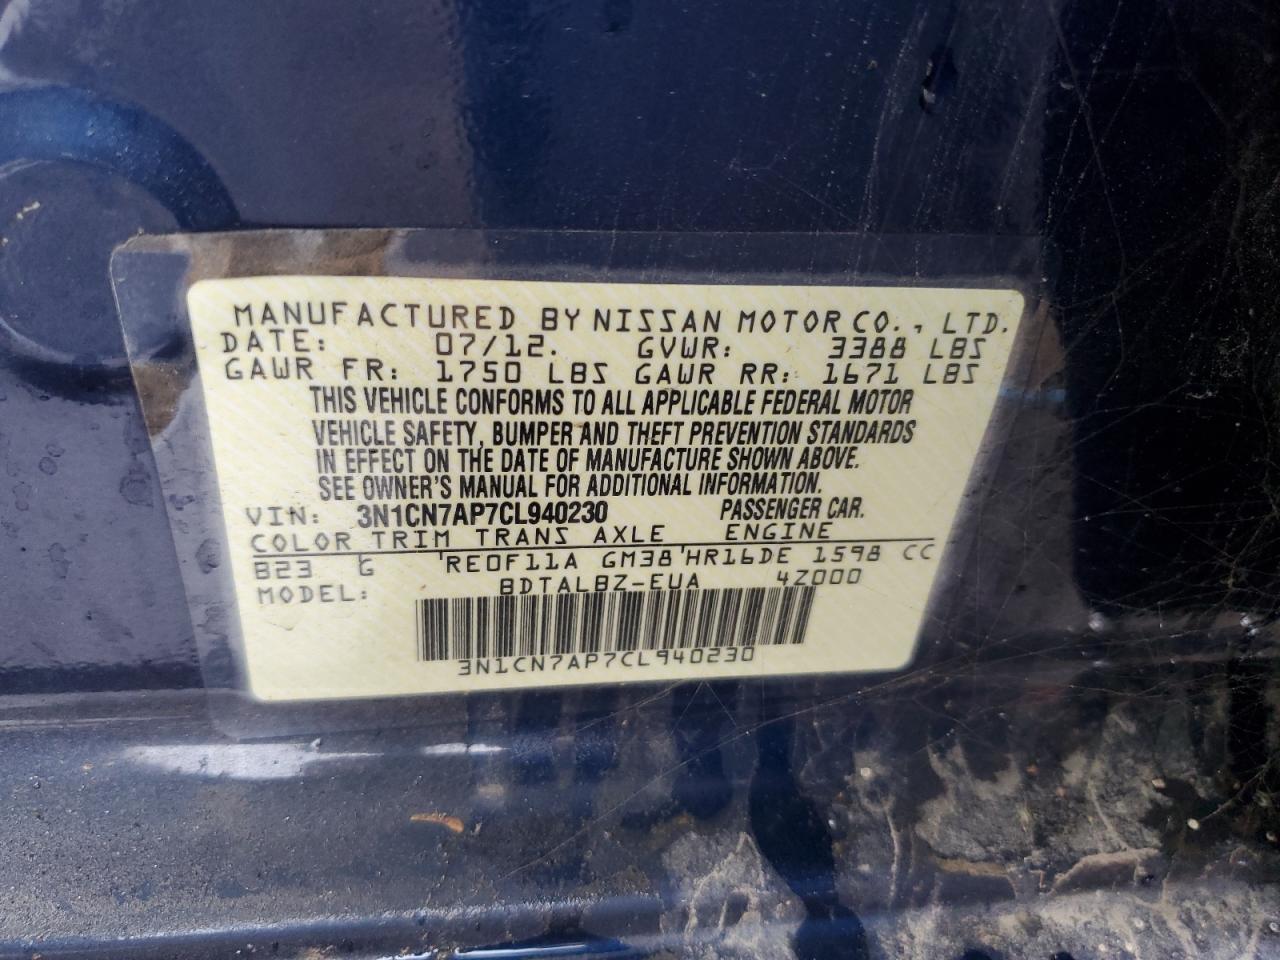 MANUFACTURED BY NISSAN MOTOR CO., LTD.
DATE: 07/12. GVWR: 3388 LBS
GAWR FR: 1750 LBS GAWR RR: 1671 LBS
THIS VEHICLE CONFORMS TO ALL APPLICABLE FEDERAL MOTOR
VEHICLE SAFETY, BUMPER AND THEFT PREVENTION STANDARDS
IN EFFECT ON THE DATE OF MANUFACTURE SHOWN ABOVE.
SEE OWNER'S MANUAL FOR ADDITIONAL INFORMATION.
VIN: 3N1CN7AP7CL940230 PASSENGER CAR.
COLOR TRIM TRANS AXLE ENGINE
B23 G RE0F11A GM38 HR16DE 1598 CC
MODEL: BDTALBZ-EUA 4Z000
3N1CN7AP7CL940230